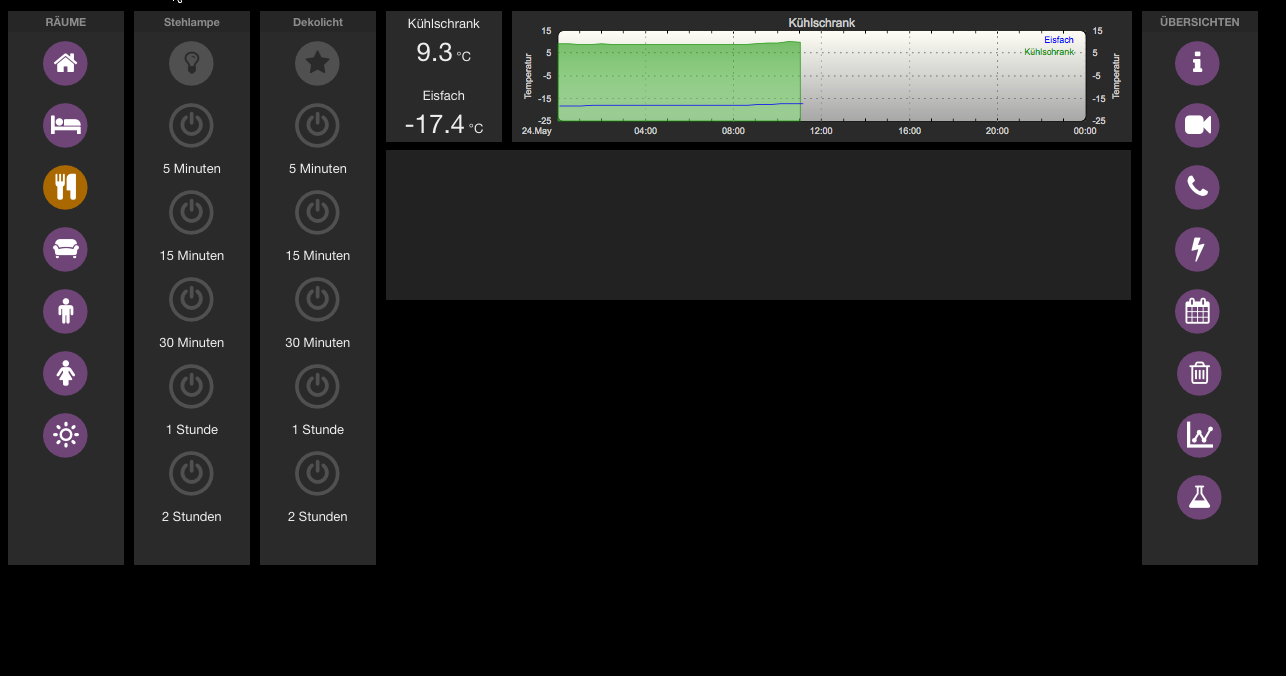 RÄUME
Stehlampe
5 Minuten
15 Minuten
30 Minuten
1 Stunde
2 Stunden
Dekolicht
5 Minuten
15 Minuten
30 Minuten
1 Stunde
2 Stunden
Kühlschrank
9.3 °C
Eisfach
-17.4 °C
Kühlschrank
Eisfach
Kühlschrank
Temperatur
15
5
-5
-15
-25
15
5
-5
-15
-25
Temperatur
24.May 04:00 08:00 12:00 16:00 20:00 00:00
ÜBERSICHTEN